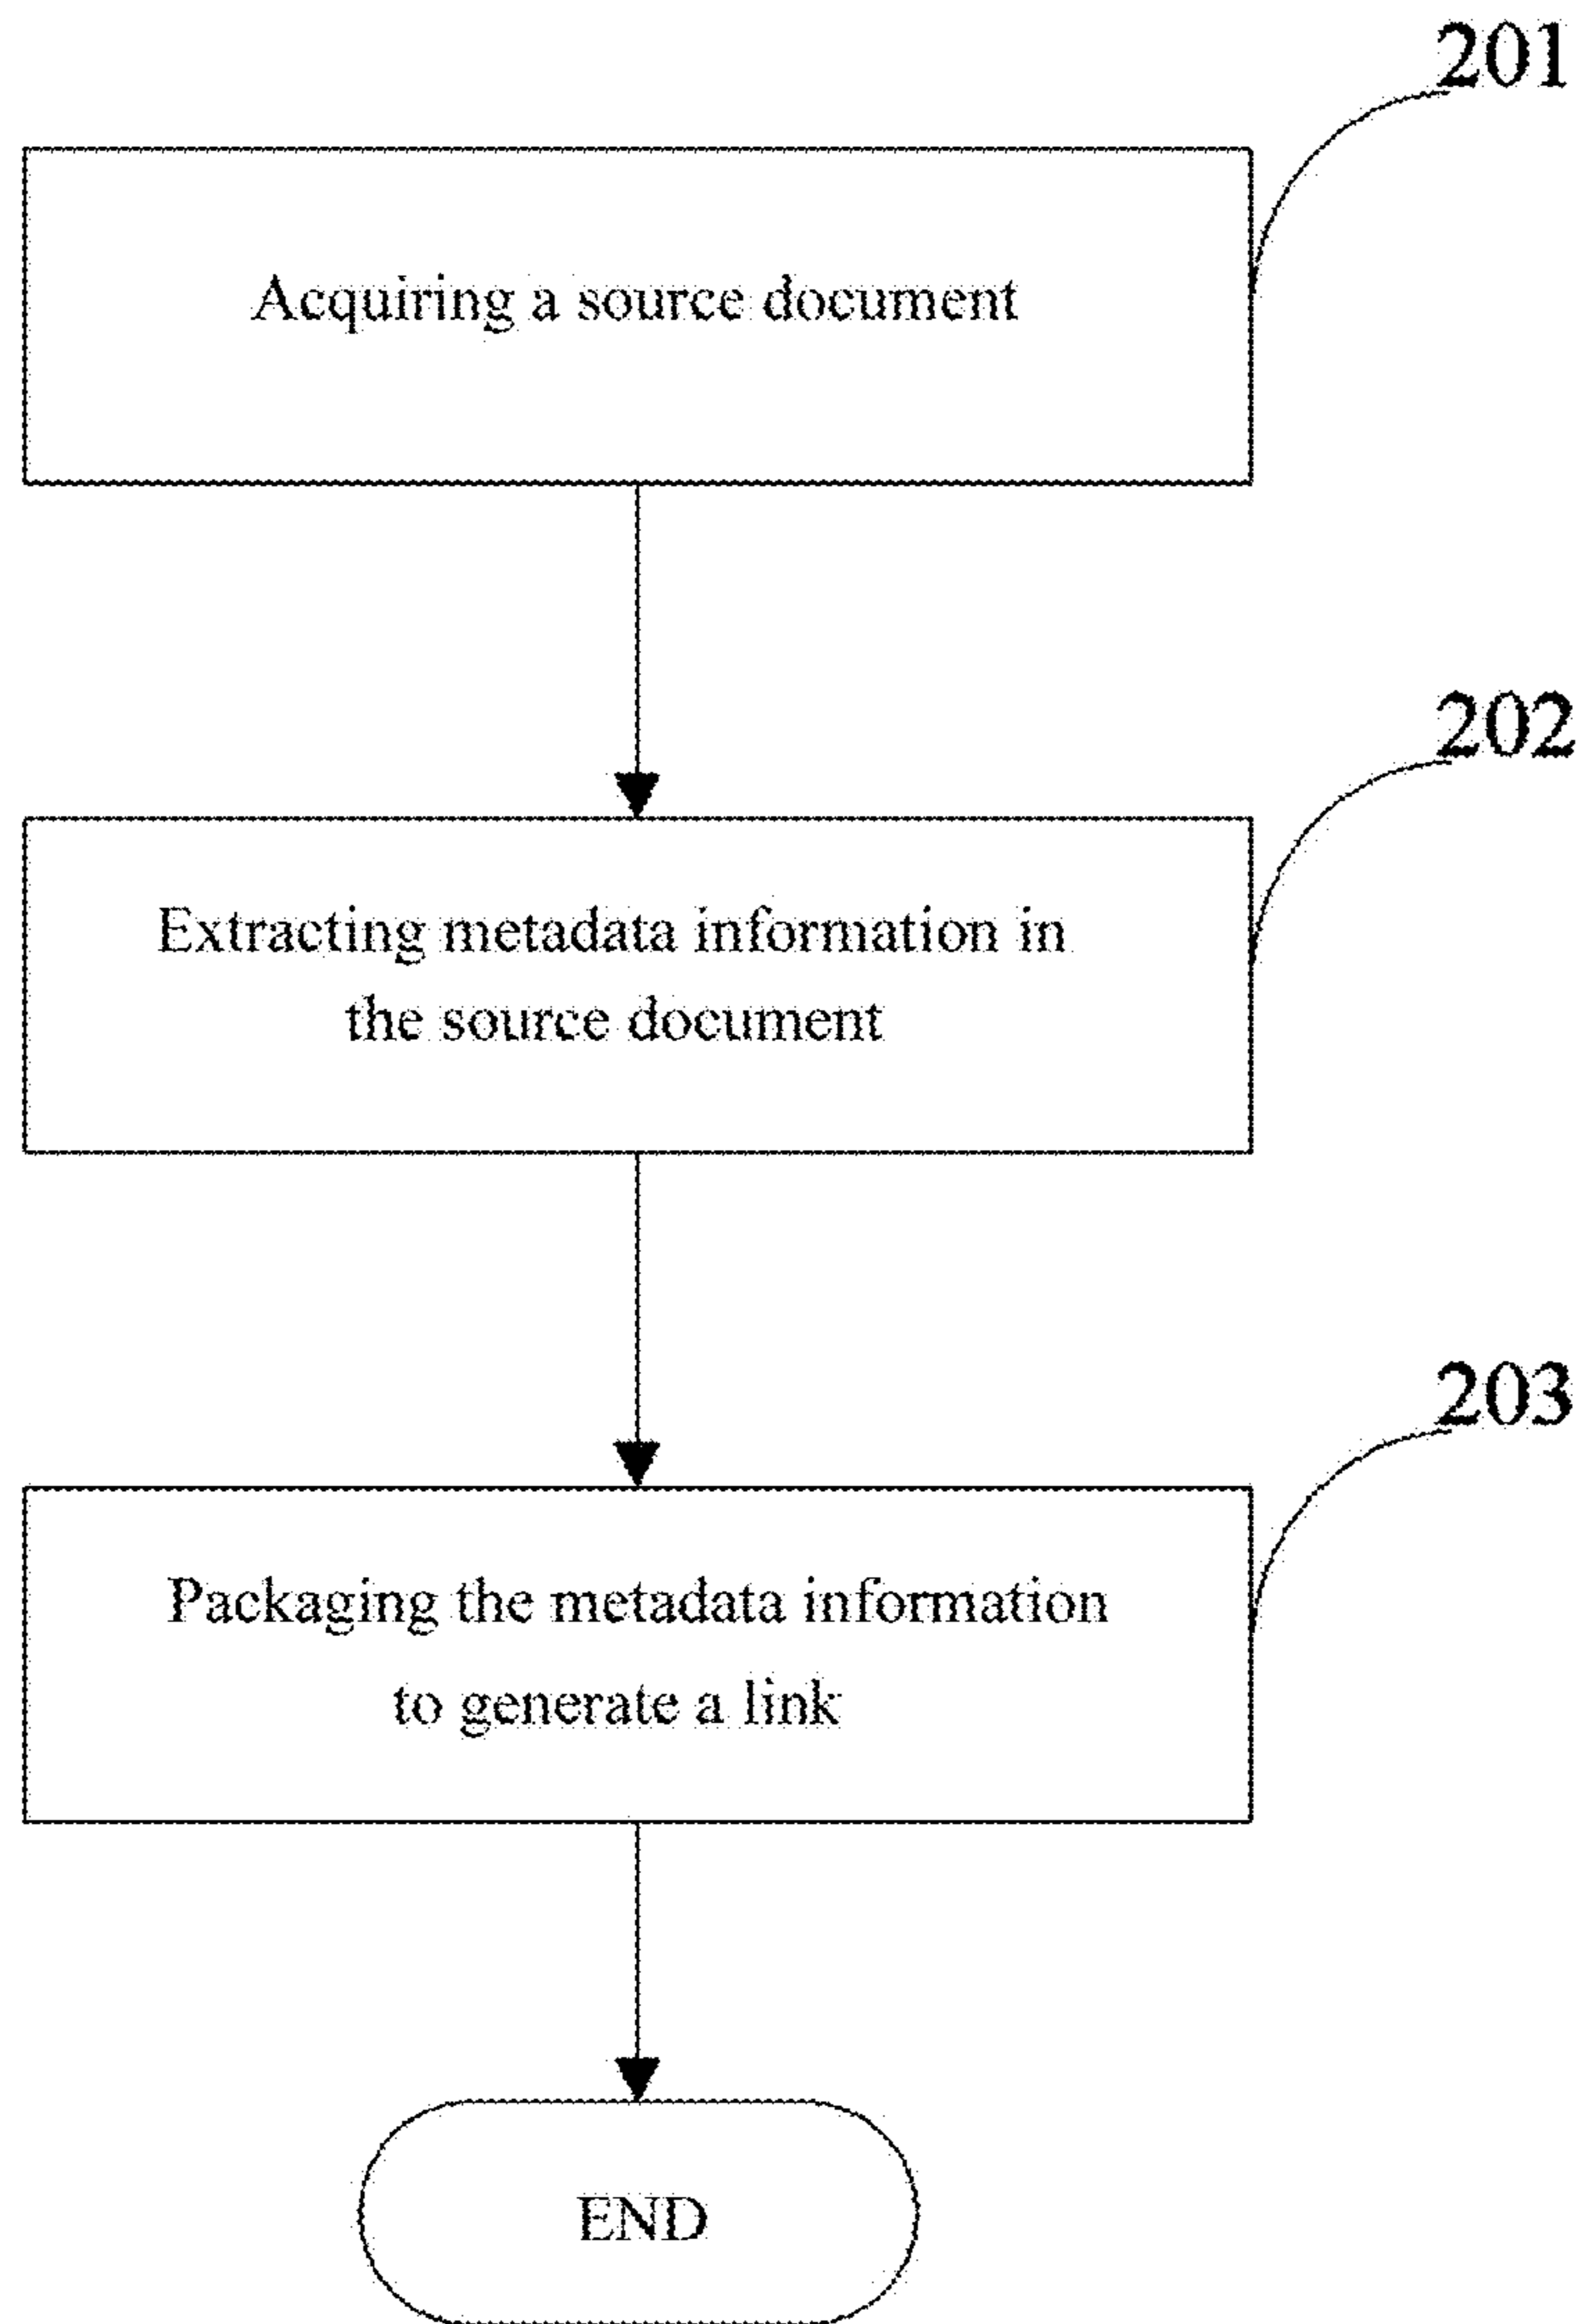 201
Acquiring a source document
202
Extracting metadata information in
the source document
203
Packaging the metadata information
to generate a link
END